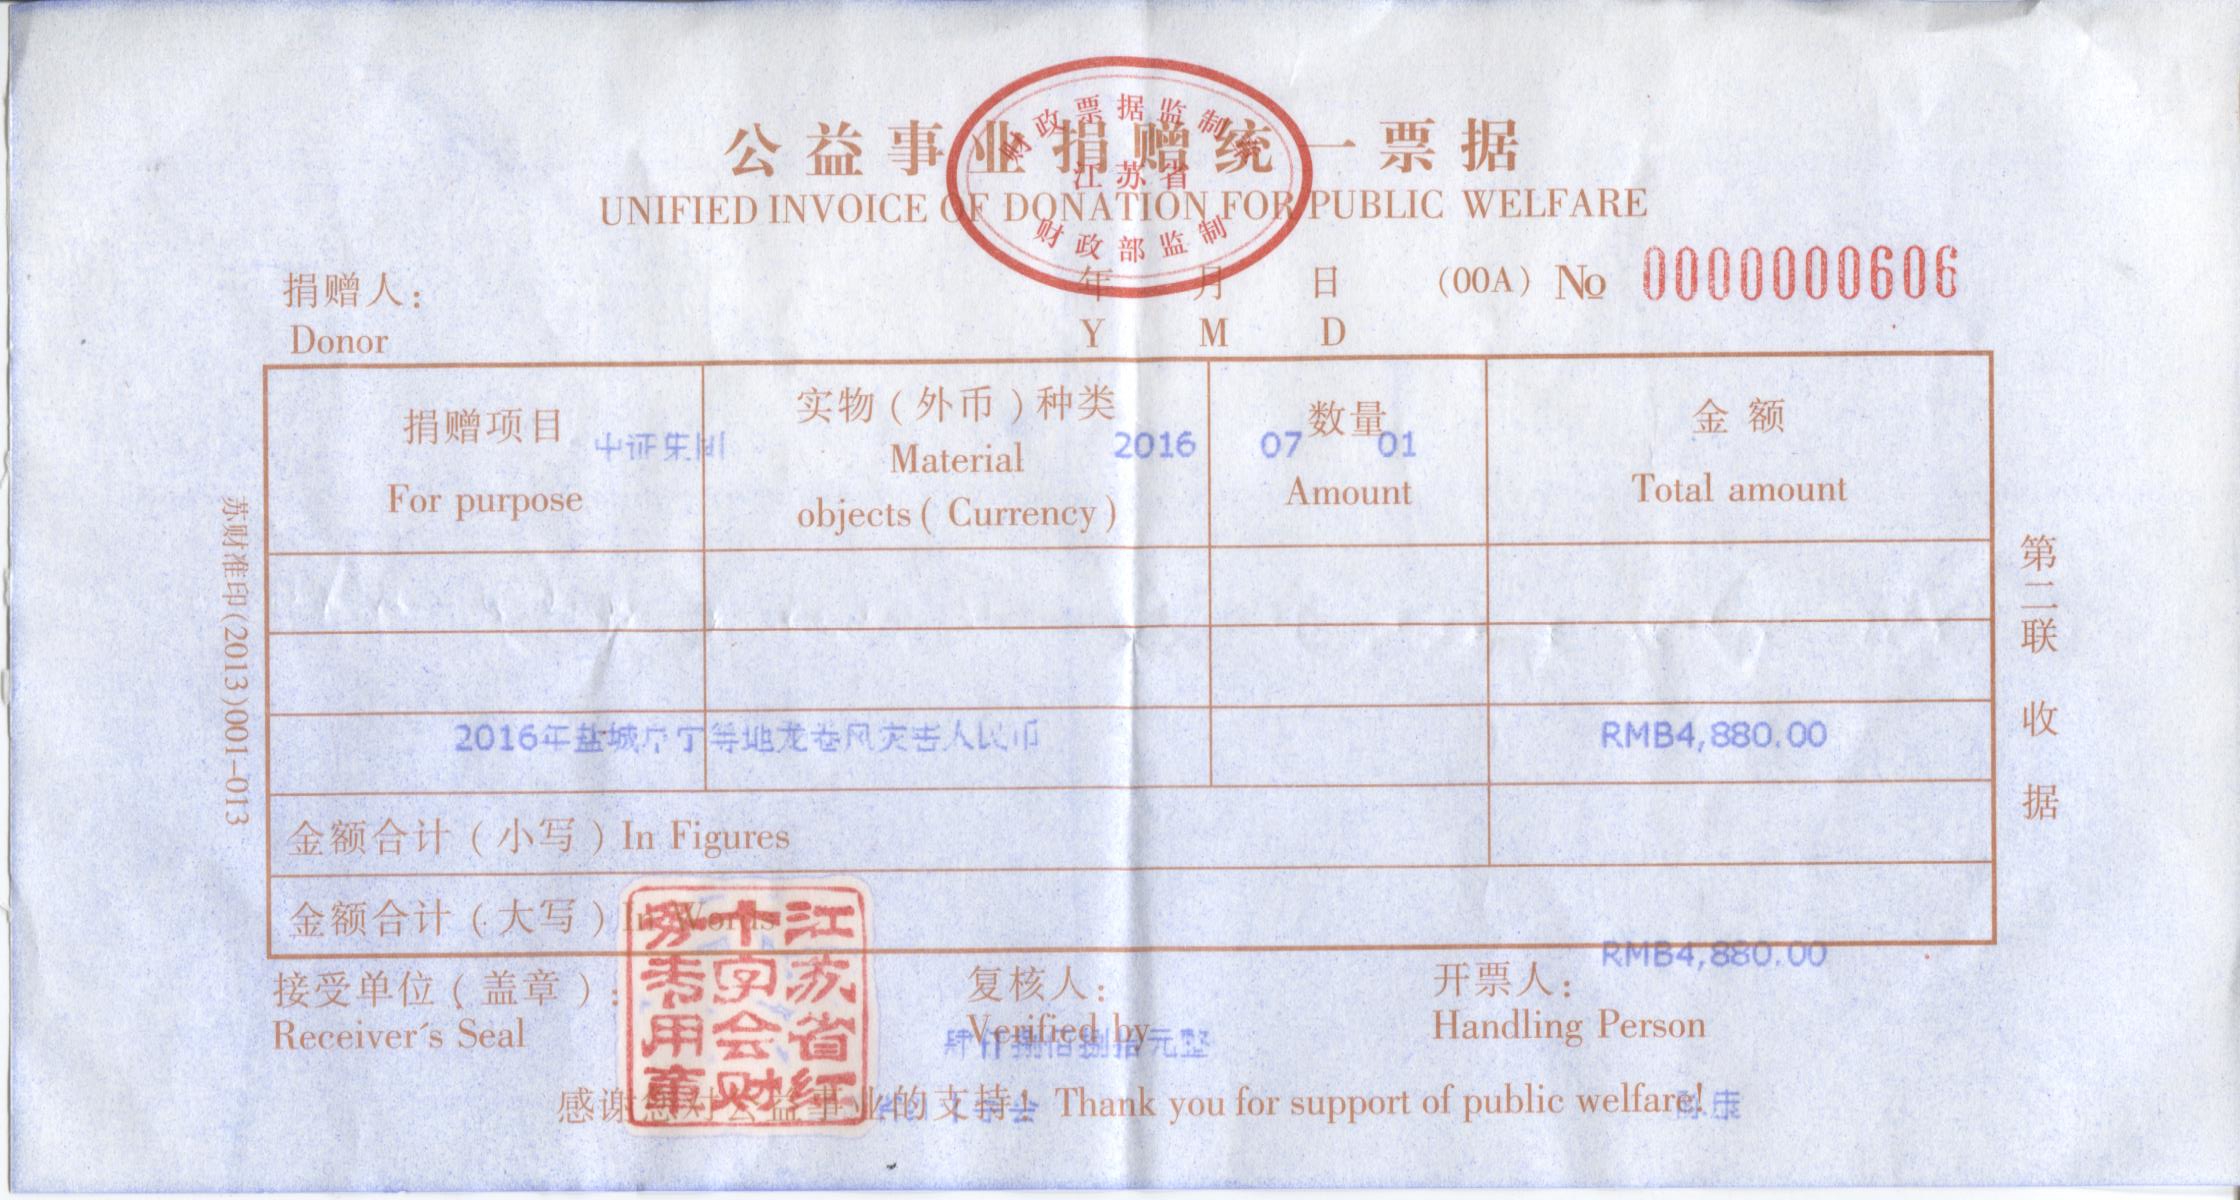 公益事业捐赠统一票据
UNIFIED INVOICE OF DONATION FOR PUBLIC WELFARE
财政票据监制章
江苏省
财政部监制
捐赠人：
Donor
年 月 日
Y M D
(00A) № 0000000606
捐赠项目
For purpose
实物（外币）种类
Material
objects ( Currency )
数量
Amount
金额
Total amount
2016 07 01
2016年盐城阜宁等地龙卷风灾害人民币
RMB4,880.00
金额合计（小写）In Figures
金额合计（大写）In Words
RMB4,880.00
接受单位（盖章）：
Receiver's Seal
复核人：
Verified by
开票人：
Handling Person
肆仟捌佰捌拾元整
江苏省红十字会财务专用章
感谢您对公益事业的支持！ Thank you for support of public welfare!
苏财准印(2013)001-013
第二联 收据